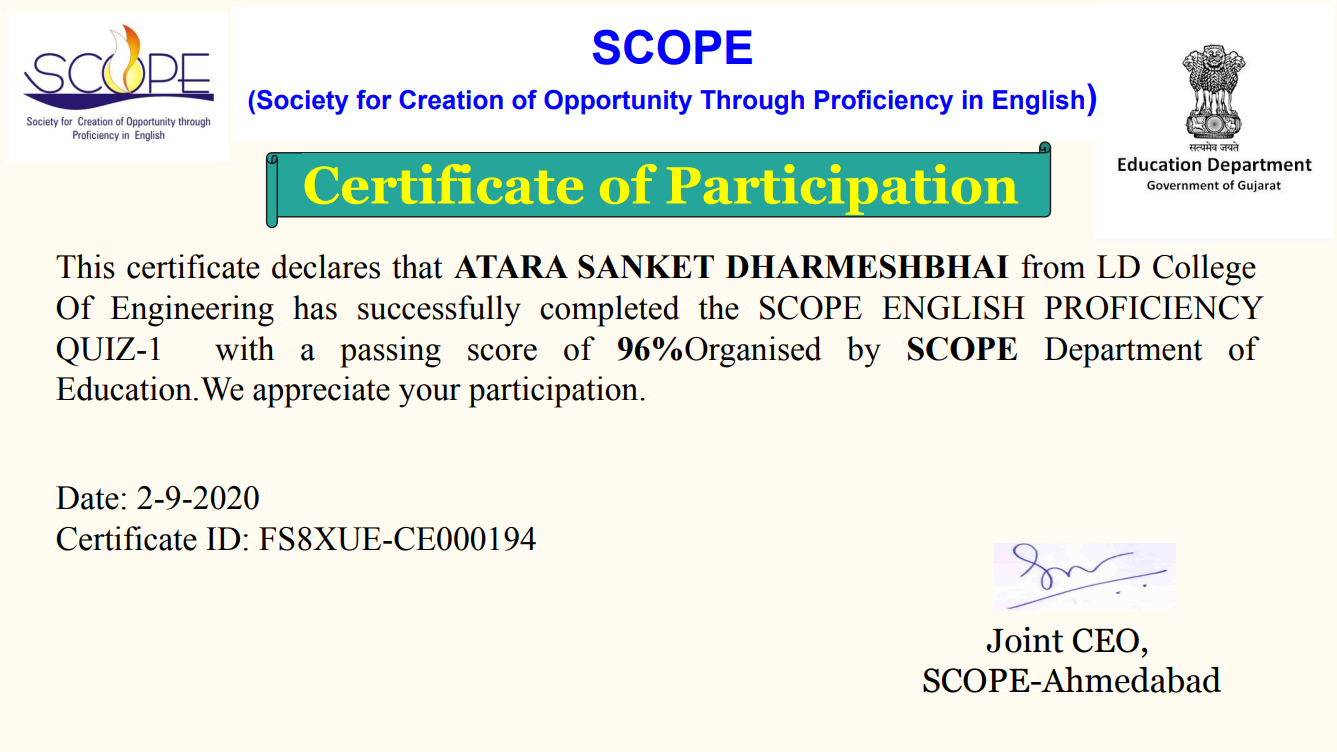 SCOPE
Society for Creation of Opportunity through
Proficiency in English
SCOPE
(Society for Creation of Opportunity Through Proficiency in English)
सत्यमेव जयते
Education Department
Government of Gujarat
Certificate of Participation
This certificate declares that ATARA SANKET DHARMESHBHAI from LD College
Of Engineering has successfully completed the SCOPE ENGLISH PROFICIENCY
QUIZ-1 with a passing score of 96%Organised by SCOPE Department of
Education.We appreciate your participation.
Date: 2-9-2020
Certificate ID: FS8XUE-CE000194
Joint CEO,
SCOPE-Ahmedabad